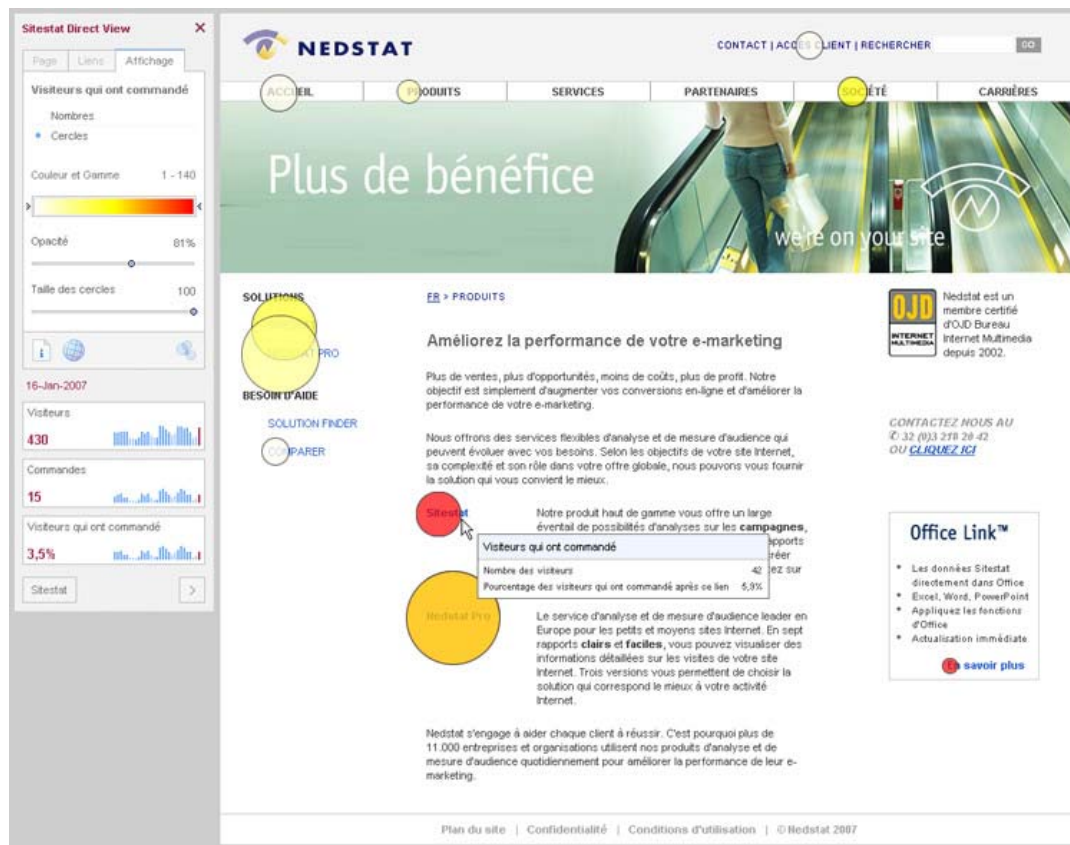 Sitestat Direct View
Page Liens Affichage
Visiteurs qui ont commandé
Nombres
Cercles
Couleur et Gamme 1 - 140
Opacité 81%
Taille des cercles 100
16-Jan-2007
Visiteurs
430
Commandes
15
Visiteurs qui ont commandé
3,5%
Sitestat >
NEDSTAT
CONTACT | ACCÈS CLIENT | RECHERCHER GO
ACCUEIL PRODUITS SERVICES PARTENAIRES SOCIÉTÉ CARRIÈRES
Plus de bénéfice
we're on your site
SOLUTIONS
PRO
BESOIN D'AIDE
SOLUTION FINDER
COMPARER
FR > PRODUITS
Améliorez la performance de votre e-marketing
Plus de ventes, plus d'opportunités, moins de coûts, plus de profit. Notre
objectif est simplement d'augmenter vos conversions en-ligne et d'améliorer la
performance de votre e-marketing.
Nous offrons des services flexibles d'analyse et de mesure d'audience qui
peuvent évoluer avec vos besoins. Selon les objectifs de votre site Internet,
sa complexité et son rôle dans votre offre globale, nous pouvons vous fournir
la solution qui vous convient le mieux.
Sitestat
Notre produit haut de gamme vous offre un large
éventail de possibilités d'analyses sur les campagnes,
apports
créer
ez sur
Visiteurs qui ont commandé
Nombre des visiteurs 42
Pourcentage des visiteurs qui ont commandé après ce lien 5,9%
Nedstat Pro
Le service d'analyse et de mesure d'audience leader en
Europe pour les petits et moyens sites Internet. En sept
rapports clairs et faciles, vous pouvez visualiser des
informations détaillées sur les visites de votre site
Internet. Trois versions vous permettent de choisir la
solution qui correspond le mieux à votre activité
Internet.
Nedstat s'engage à aider chaque client à réussir. C'est pourquoi plus de
11.000 entreprises et organisations utilisent nos produits d'analyse et de
mesure d'audience quotidiennement pour améliorer la performance de leur e-
marketing.
OJD
INTERNET
MULTIMEDIA
Nedstat est un
membre certifié
d'OJD Bureau
Internet Multimedia
depuis 2002.
CONTACTEZ NOUS AU
✆ 32 (0)3 218 20 42
OU CLIQUEZ ICI
Office Link™
• Les données Sitestat
directement dans Office
• Excel, Word, PowerPoint
• Appliquez les fonctions
d'Office
• Actualisation immédiate
En savoir plus
Plan du site | Confidentialité | Conditions d'utilisation | © Nedstat 2007